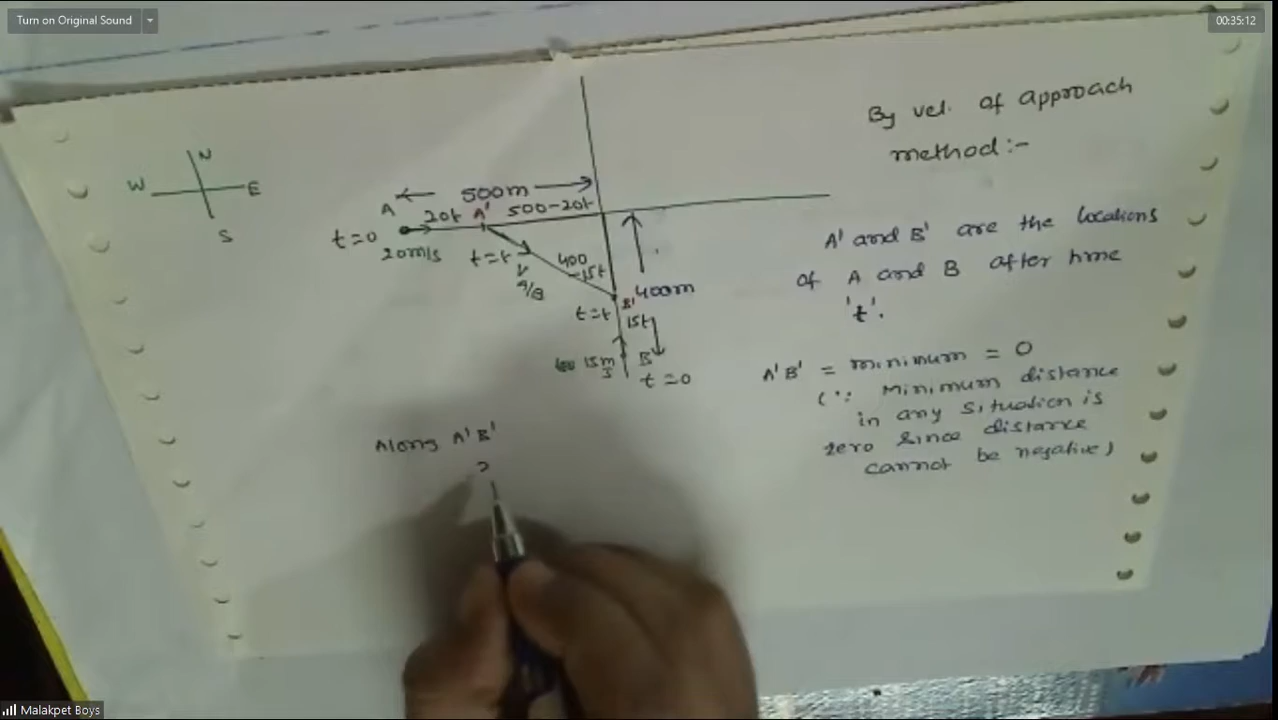 Turn on Original Sound
00:35:12
By vel. of approach
method:-
N
W E
S
500m
A 20t A' 500-20t
t=0 20m/s t=t 400
-15t
V A/B
B' 400m
t=t 15t
15 m/s B
t=0
A' and B' are the locations
of A and B after time
't'.
A'B' = minimum = 0
(∵ Minimum distance
in any situation is
zero since distance
cannot be negative)
Along A'B'
Malakpet Boys